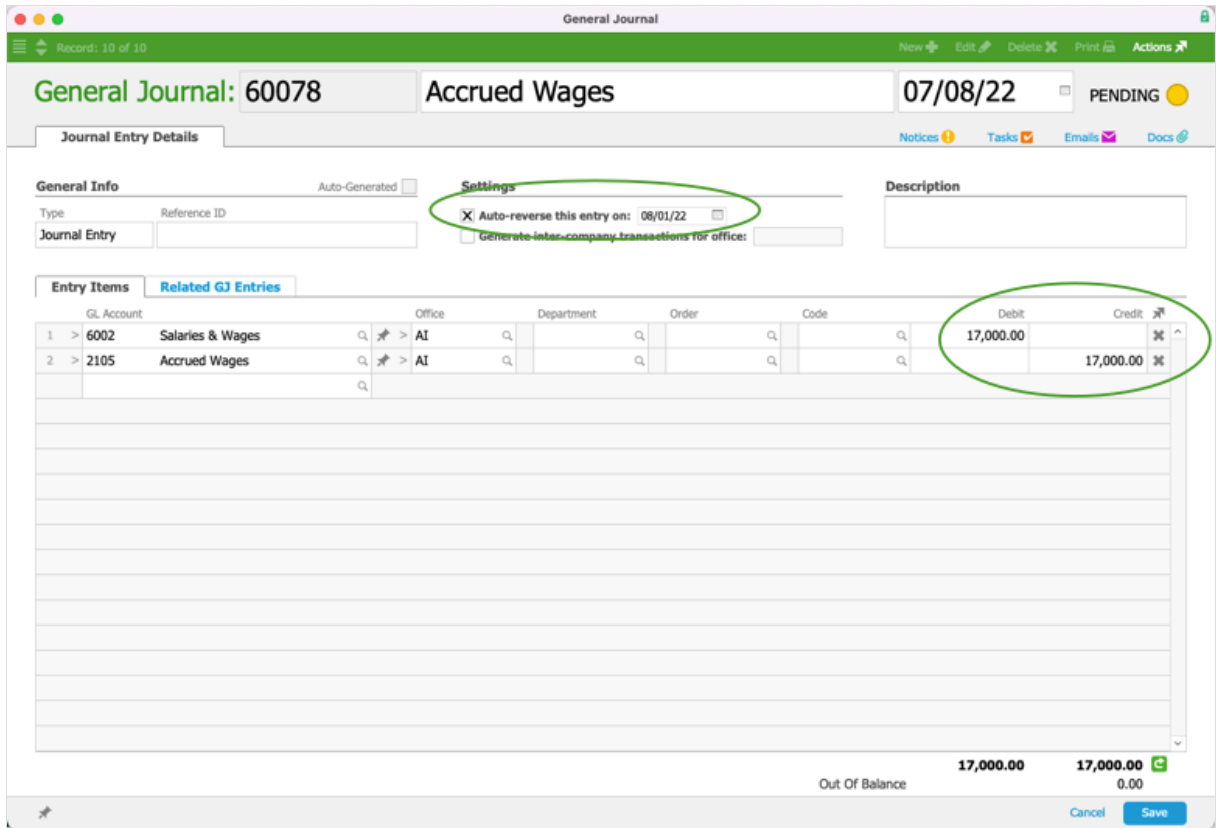 General Journal
Record: 10 of 10 New Edit Delete Print Actions
General Journal: 60078 Accrued Wages 07/08/22 PENDING
Journal Entry Details Notices Tasks Emails Docs
General Info Auto-Generated Settings Description
Type Reference ID X Auto-reverse this entry on: 08/01/22
Journal Entry Generate inter-company transactions for office:
Entry Items Related GJ Entries
GL Account Office Department Order Code Debit Credit
1 > 6002 Salaries & Wages > AI 17,000.00
2 > 2105 Accrued Wages > AI 17,000.00
17,000.00 17,000.00
Out Of Balance 0.00
Cancel Save